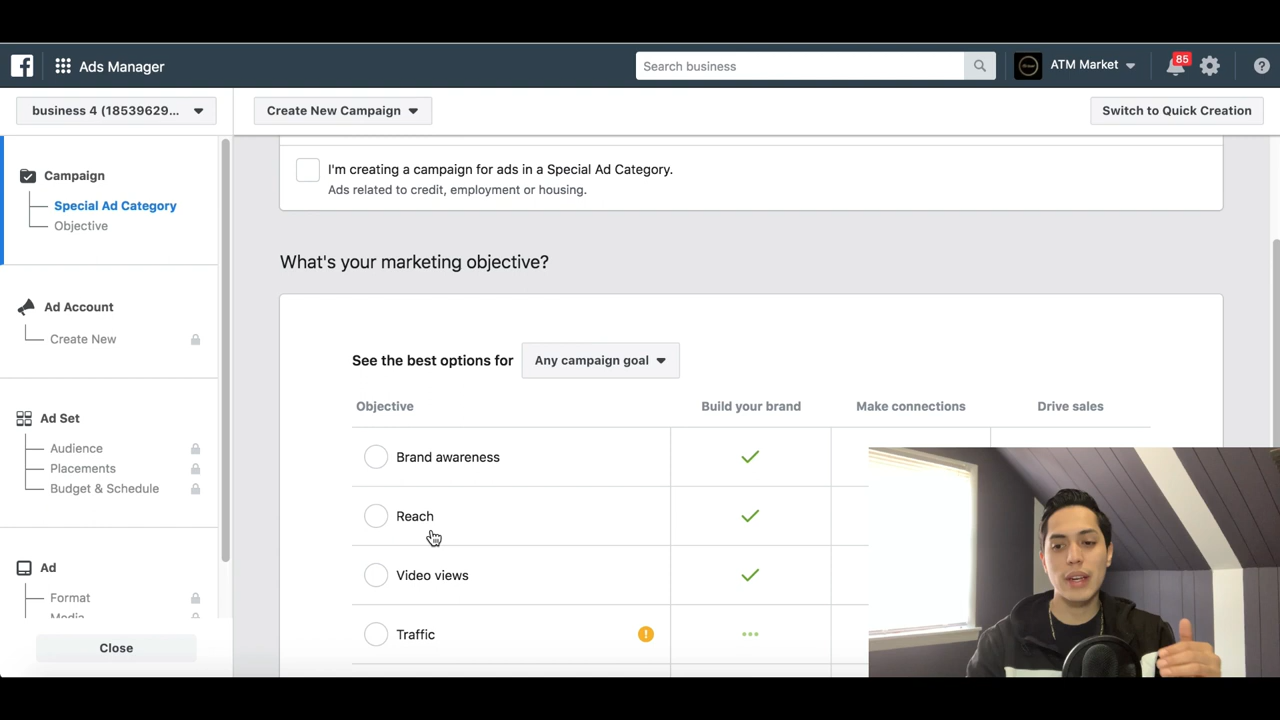 Ads Manager
Search business
ATM Market
85
business 4 (18539629...
Create New Campaign
Switch to Quick Creation
Campaign
Special Ad Category
Objective
Ad Account
Create New
Ad Set
Audience
Placements
Budget & Schedule
Ad
Format
Media
Close
I'm creating a campaign for ads in a Special Ad Category.
Ads related to credit, employment or housing.
What's your marketing objective?
See the best options for
Any campaign goal
Objective
Build your brand
Make connections
Drive sales
Brand awareness
Reach
Video views
Traffic